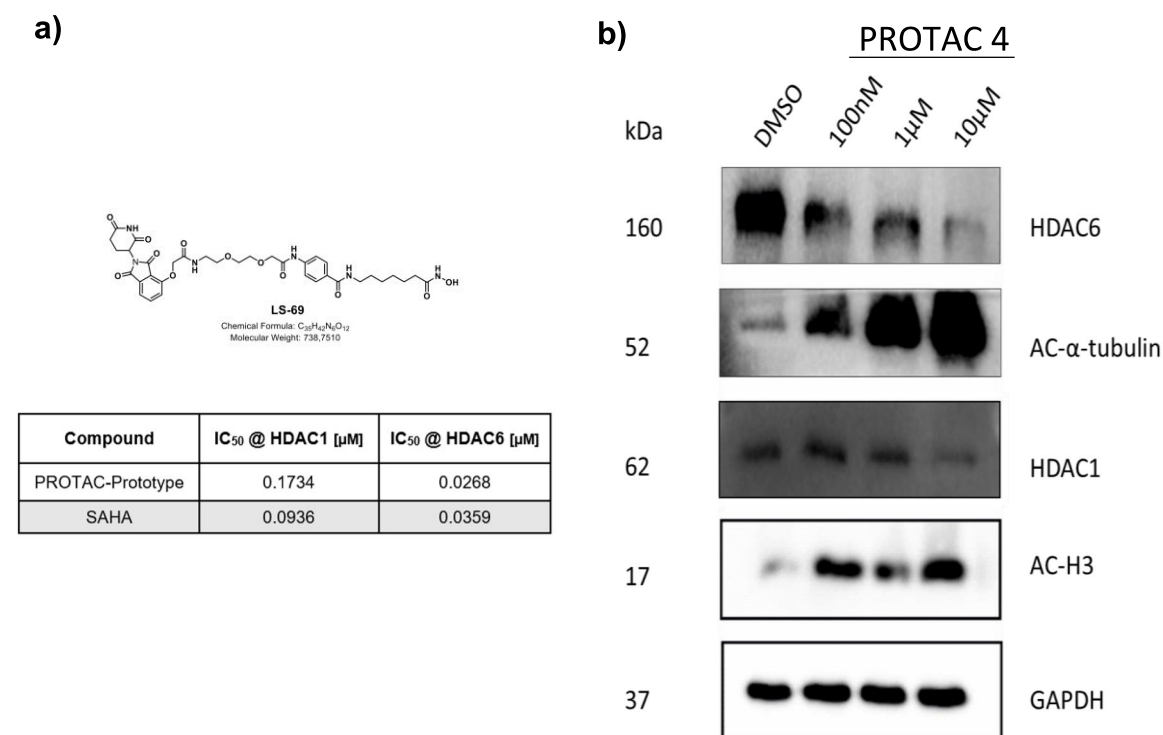 a)
O
NH
O
O
N
O
O
O
N
H
O
O
O
H
N
O
H
N
O
H
N
OH
O
LS-69
Chemical Formula: C₃₅H₄₂N₆O₁₂
Molecular Weight: 738,7510
Compound IC₅₀ @ HDAC1 [µM] IC₅₀ @ HDAC6 [µM]
PROTAC-Prototype 0.1734 0.0268
SAHA 0.0936 0.0359
b)
PROTAC 4
kDa DMSO 100nM 1µM 10µM
160 HDAC6
52 AC-α-tubulin
62 HDAC1
17 AC-H3
37 GAPDH